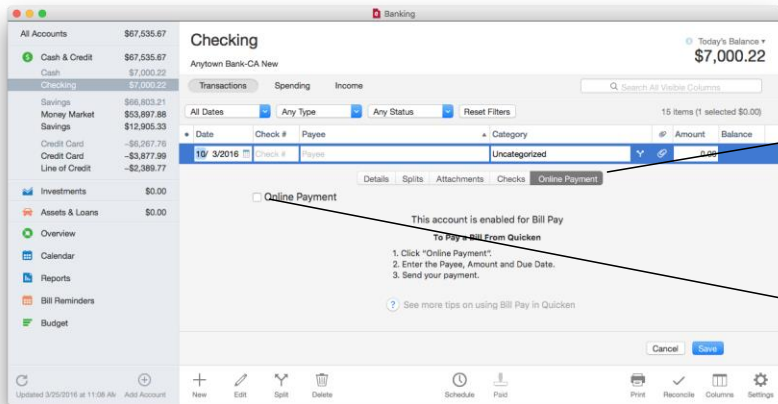 Banking
All Accounts $67,535.67
Cash & Credit $67,535.67
Cash $7,000.22
Checking $7,000.22
Savings $66,803.21
Money Market $53,897.88
Savings $12,905.33
Credit Card -$6,267.76
Credit Card -$3,877.99
Line of Credit -$2,389.77
Investments $0.00
Assets & Loans $0.00
Overview
Calendar
Reports
Bill Reminders
Budget
Updated 3/25/2016 at 11:08 AM Add Account
Checking
Today's Balance
$7,000.22
Anytown Bank-CA New
Transactions Spending Income
Search All Visible Columns
All Dates Any Type Any Status Reset Filters 15 items (1 selected $0.00)
Date Check # Payee Category Amount Balance
10/ 3/2016 Check # Payee Uncategorized 0.00
Details Splits Attachments Checks Online Payment
Online Payment
This account is enabled for Bill Pay
To Pay a Bill From Quicken
1. Click "Online Payment".
2. Enter the Payee, Amount and Due Date.
3. Send your payment.
? See more tips on using Bill Pay in Quicken
Cancel Save
New Edit Split Delete Schedule Paid Print Reconcile Columns Settings